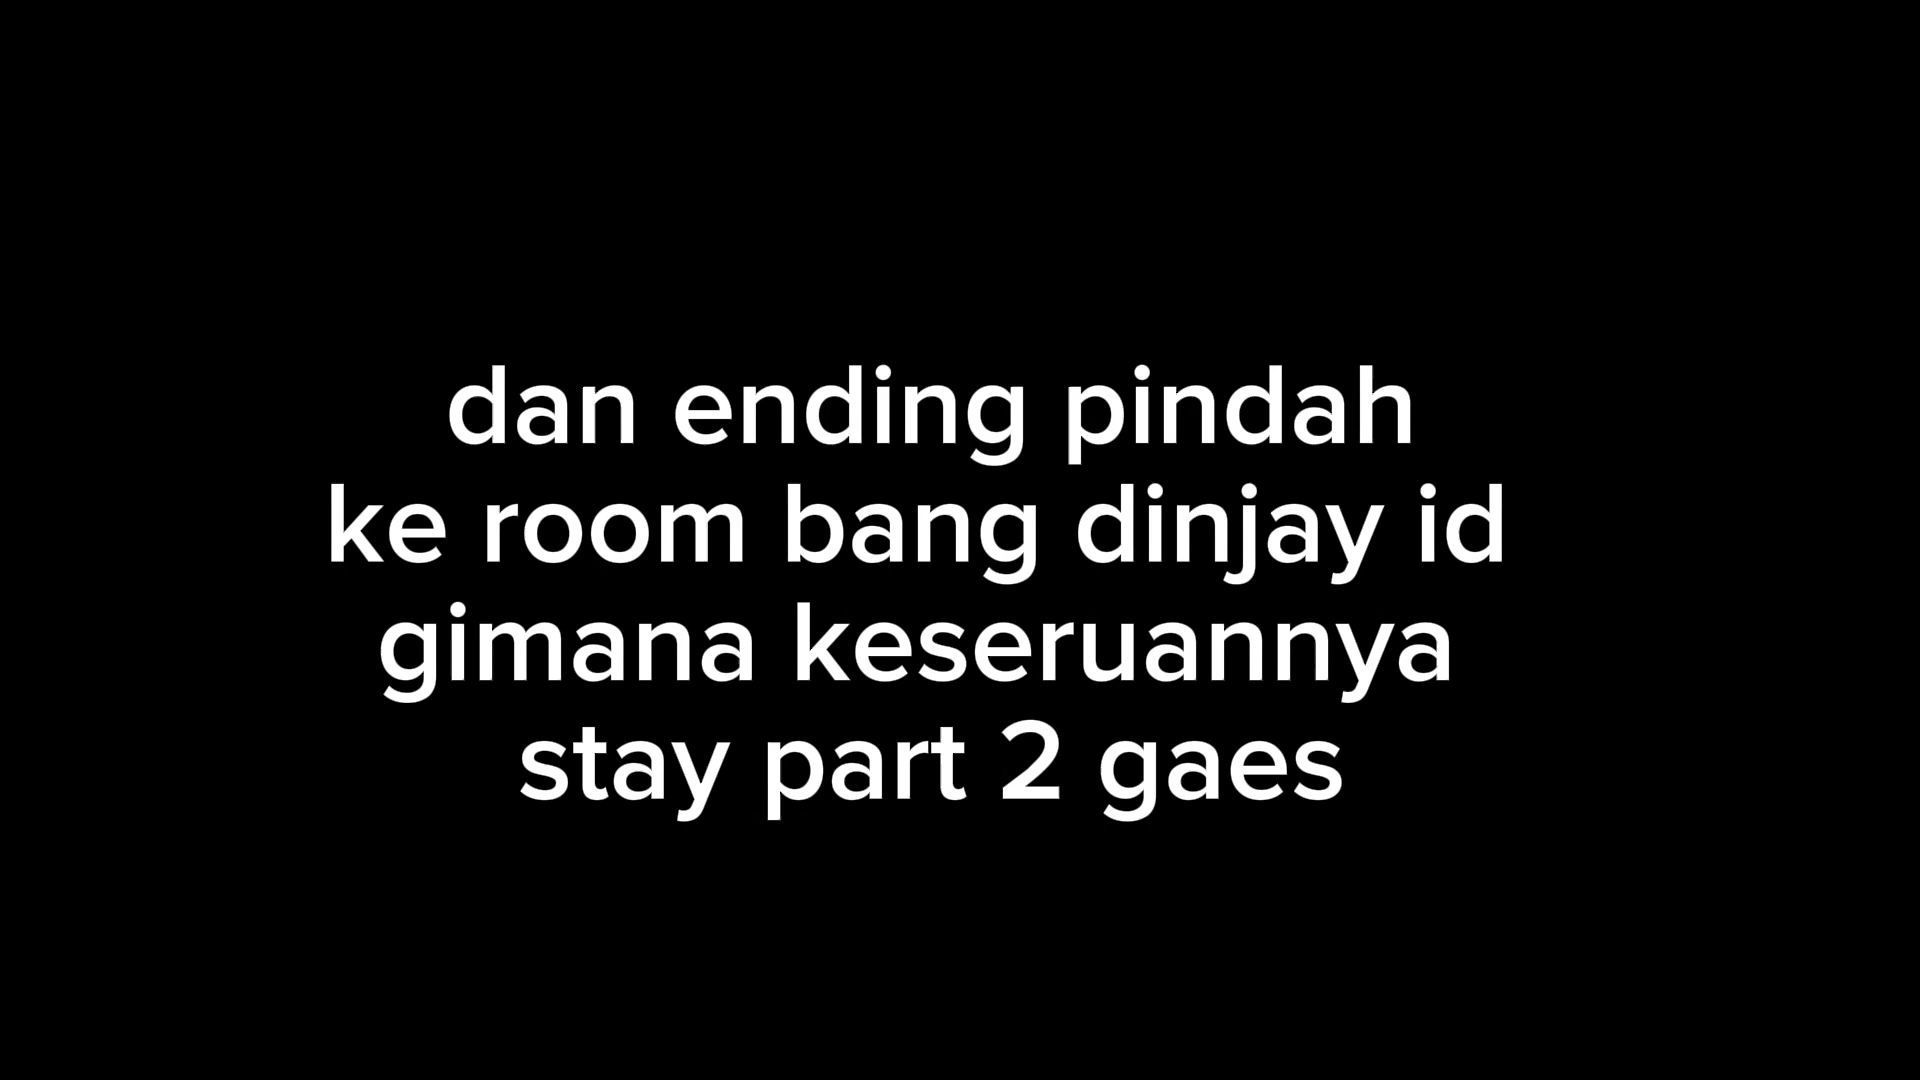 dan ending pindah
ke room bang dinjay id
gimana keseruannya
stay part 2 gaes